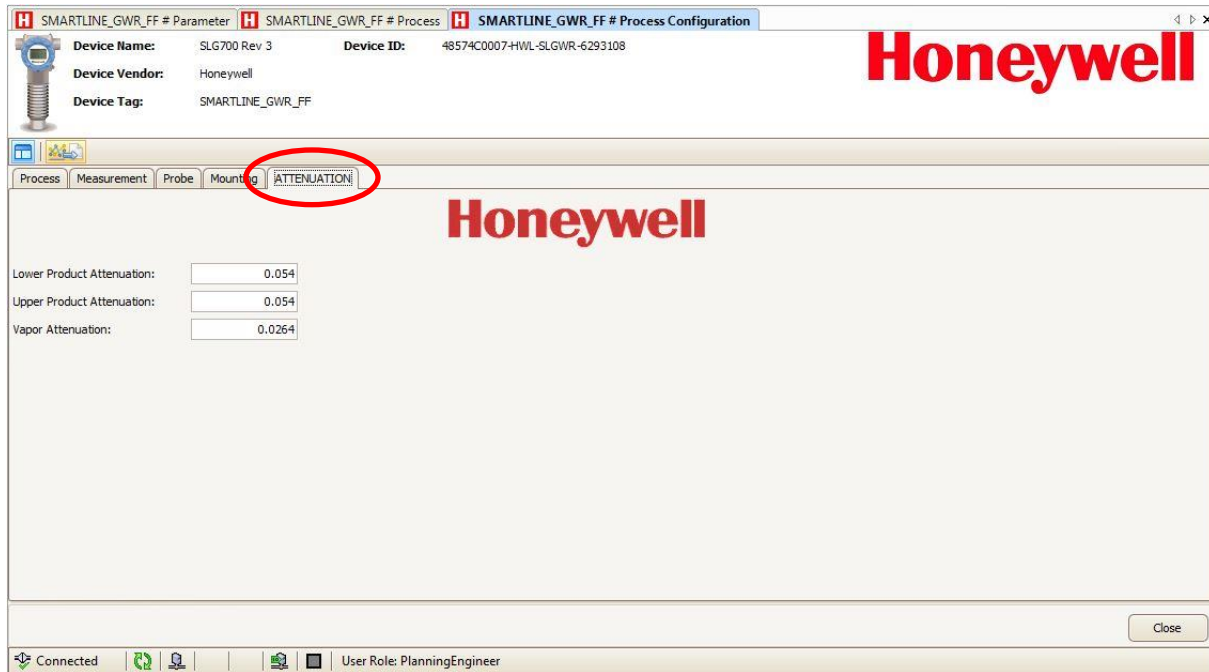 SMARTLINE_GWR_FF # Parameter SMARTLINE_GWR_FF # Process SMARTLINE_GWR_FF # Process Configuration
Device Name: SLG700 Rev 3 Device ID: 48574C0007-HWL-SLGWR-6293108
Honeywell
Device Vendor: Honeywell
Device Tag: SMARTLINE_GWR_FF
Process Measurement Probe Mounting ATTENUATION
Honeywell
Lower Product Attenuation: 0.054
Upper Product Attenuation: 0.054
Vapor Attenuation: 0.0264
Close
Connected User Role: PlanningEngineer